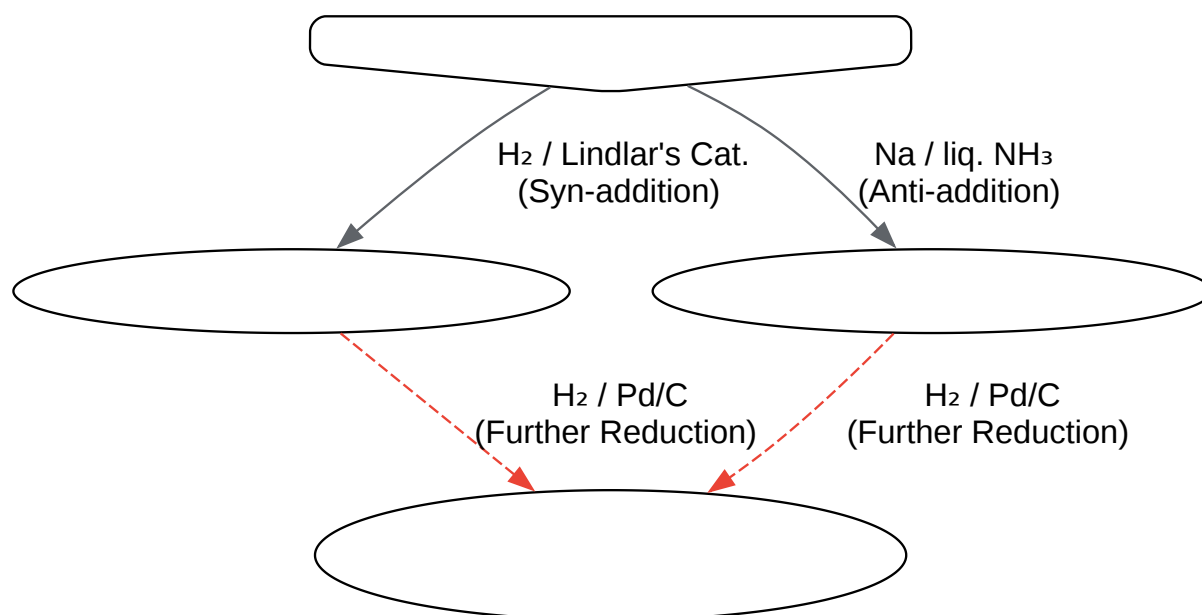 H₂ / Lindlar's Cat.
(Syn-addition)
Na / liq. NH₃
(Anti-addition)
H₂ / Pd/C
(Further Reduction)
H₂ / Pd/C
(Further Reduction)